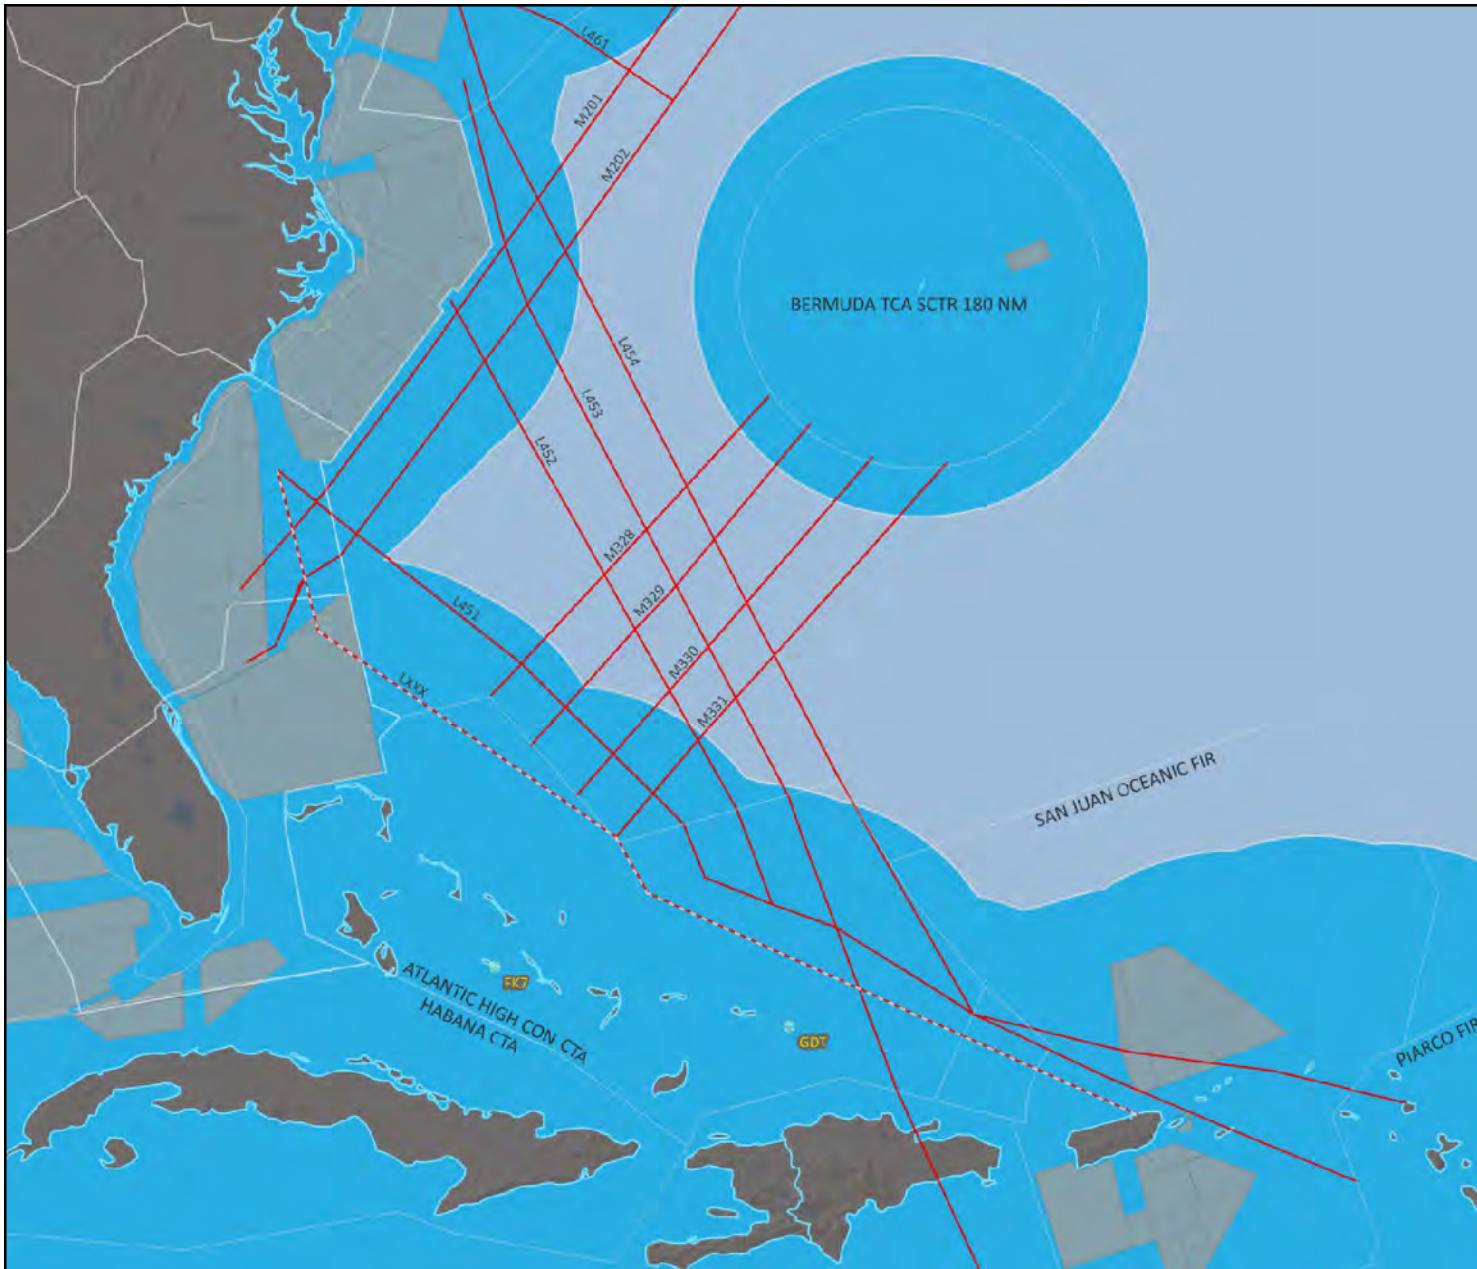 L461
M201
M202
BERMUDA TCA SCTR 180 NM
L454
L453
L452
M328
M329
L451
M330
LXXX
M331
SAN JUAN OCEANIC FIR
ATLANTIC HIGH CON CTA
HABANA CTA
GDT
PIARCO FIR